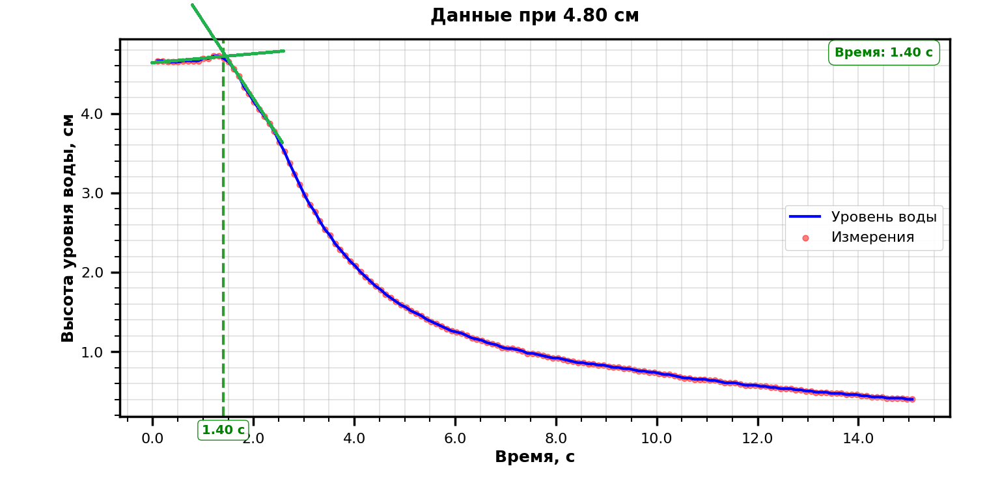 Данные при 4.80 см
Время: 1.40 с
Высота уровня воды, см
4.0
3.0
2.0
1.0
Уровень воды
Измерения
1.40 с
0.0 2.0 4.0 6.0 8.0 10.0 12.0 14.0
Время, с